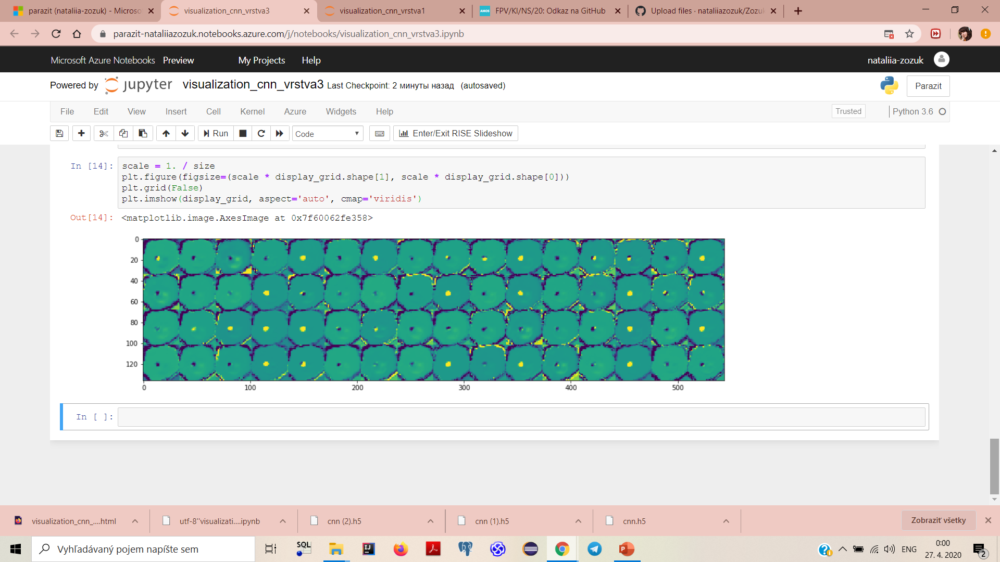 parazit (nataliia-zozuk) - Microso
visualization_cnn_vrstva3
visualization_cnn_vrstva1
AMOS
FPV/KI/NS/20: Odkaz na GitHub
Upload files · nataliiazozuk/Zozuk
parazit-nataliiazozuk.notebooks.azure.com/j/notebooks/visualization_cnn_vrstva3.ipynb
Microsoft Azure Notebooks Preview My Projects Help nataliia-zozuk
Powered by jupyter visualization_cnn_vrstva3 Last Checkpoint: 2 минуты назад (autosaved) Parazit
File Edit View Insert Cell Kernel Azure Widgets Help Trusted Python 3.6
Run Code Enter/Exit RISE Slideshow
In [14]: scale = 1. / size
plt.figure(figsize=(scale * display_grid.shape[1], scale * display_grid.shape[0]))
plt.grid(False)
plt.imshow(display_grid, aspect='auto', cmap='viridis')
Out[14]: <matplotlib.image.AxesImage at 0x7f60062fe358>
0
20
40
60
80
100
120
0 100 200 300 400 500
In [ ]:
visualization_cnn_....html utf-8''visualizati....ipynb cnn (2).h5 cnn (1).h5 cnn.h5 Zobraziť všetky
Vyhľadávaný pojem napíšte sem
SQL
IJ
P
ENG
0:00
27. 4. 2020
2